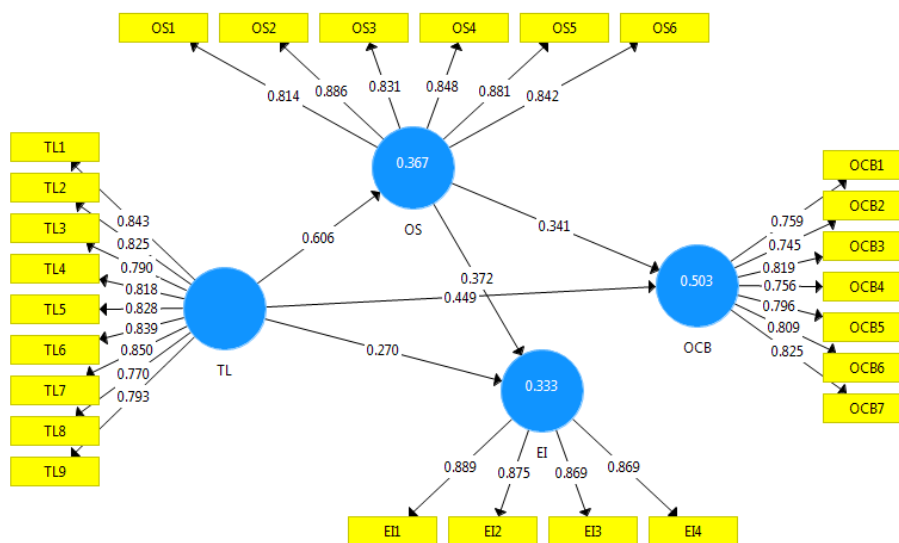 OS1 OS2 OS3 OS4 OS5 OS6
0.814 0.886 0.831 0.848 0.881 0.842
TL1
TL2
TL3
TL4
TL5
TL6
TL7
TL8
TL9
0.843
0.825
0.790
0.818
0.828
0.839
0.850
0.770
0.793
TL
0.367
OS
0.606
0.341
0.372
0.449
0.270
0.503
OCB
0.759
0.745
0.819
0.756
0.796
0.809
0.825
OCB1
OCB2
OCB3
OCB4
OCB5
OCB6
OCB7
0.333
EI
0.889 0.875 0.869 0.869
EI1 EI2 EI3 EI4